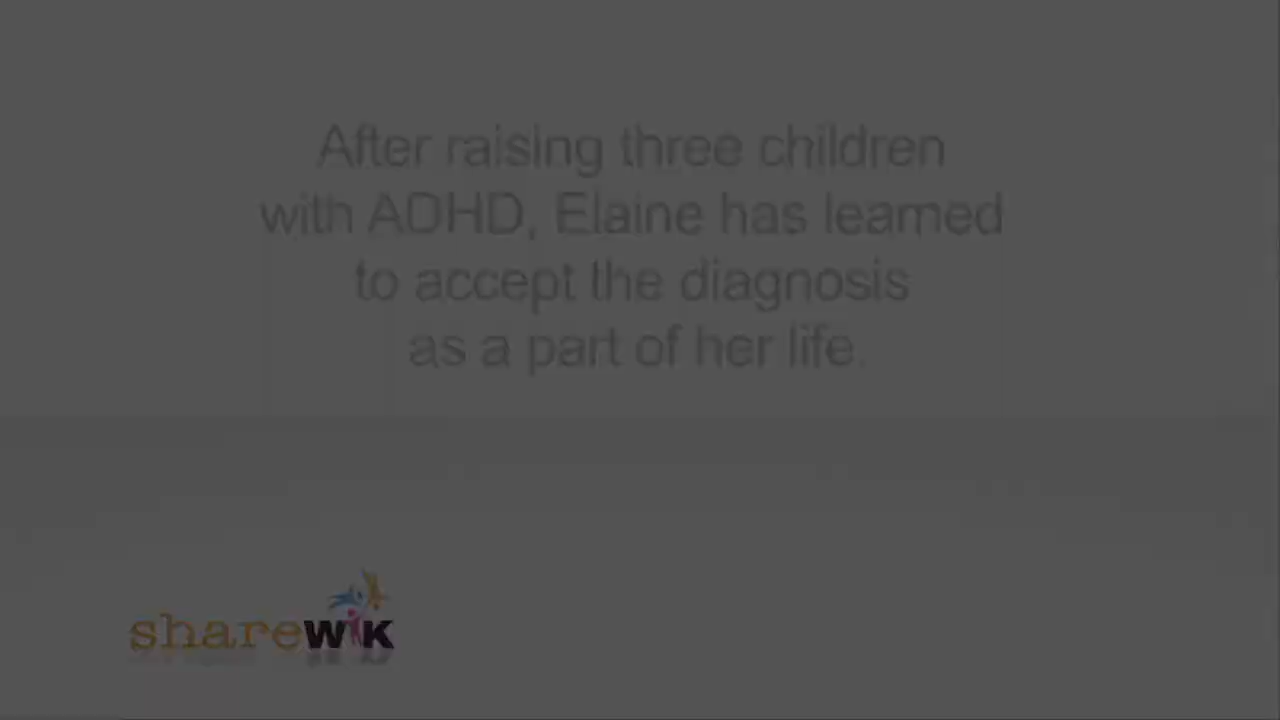 After raising three children
with ADHD, Elaine has learned
to accept the diagnosis
as a part of her life.
sharewik